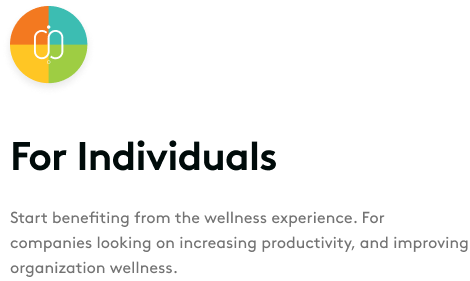 For Individuals
Start benefiting from the wellness experience. For
companies looking on increasing productivity, and improving
organization wellness.